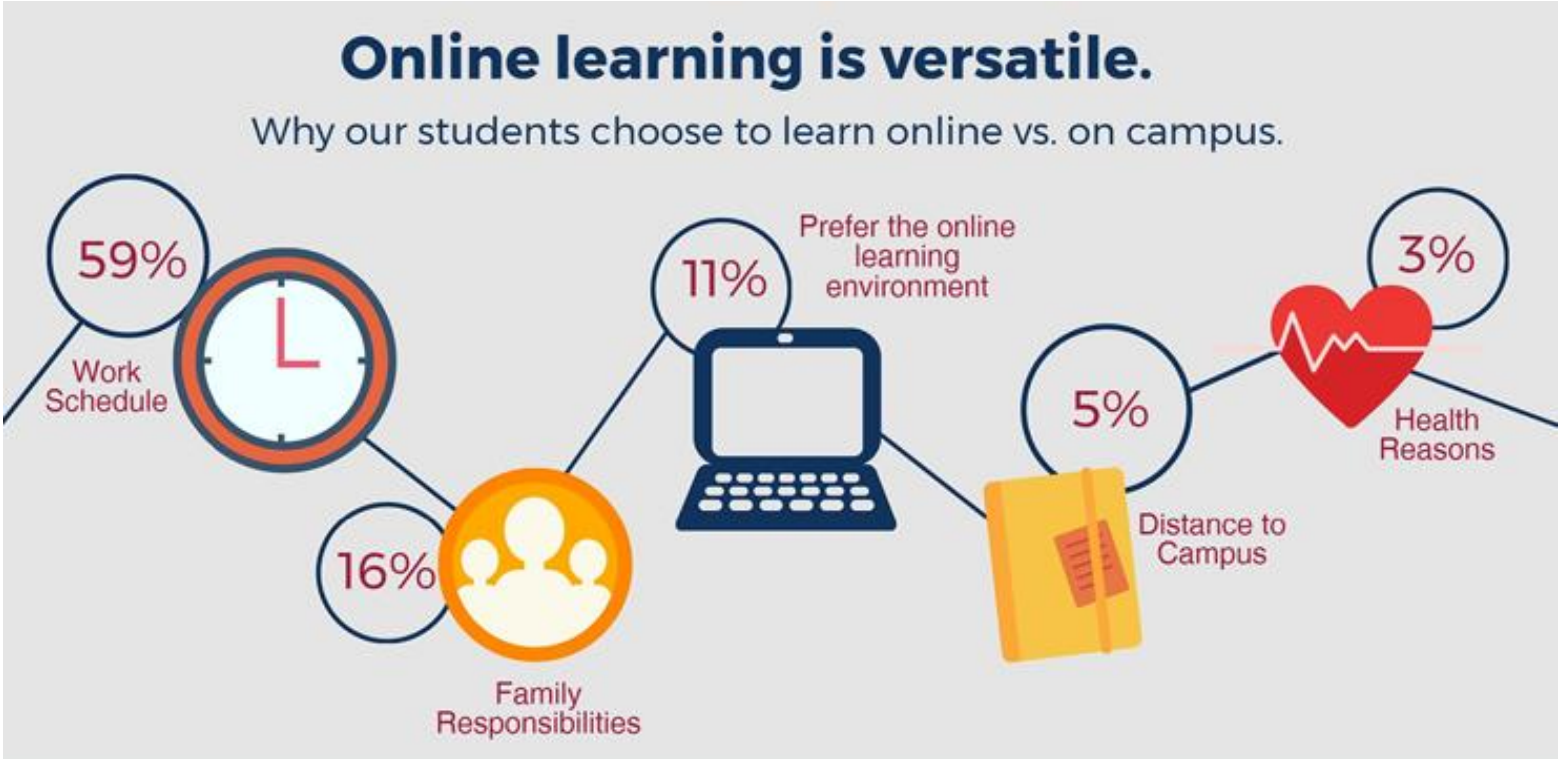 Online learning is versatile.
Why our students choose to learn online vs. on campus.
59%
Work
Schedule
16%
Family
Responsibilities
11%
Prefer the online
learning
environment
5%
Distance to
Campus
3%
Health
Reasons